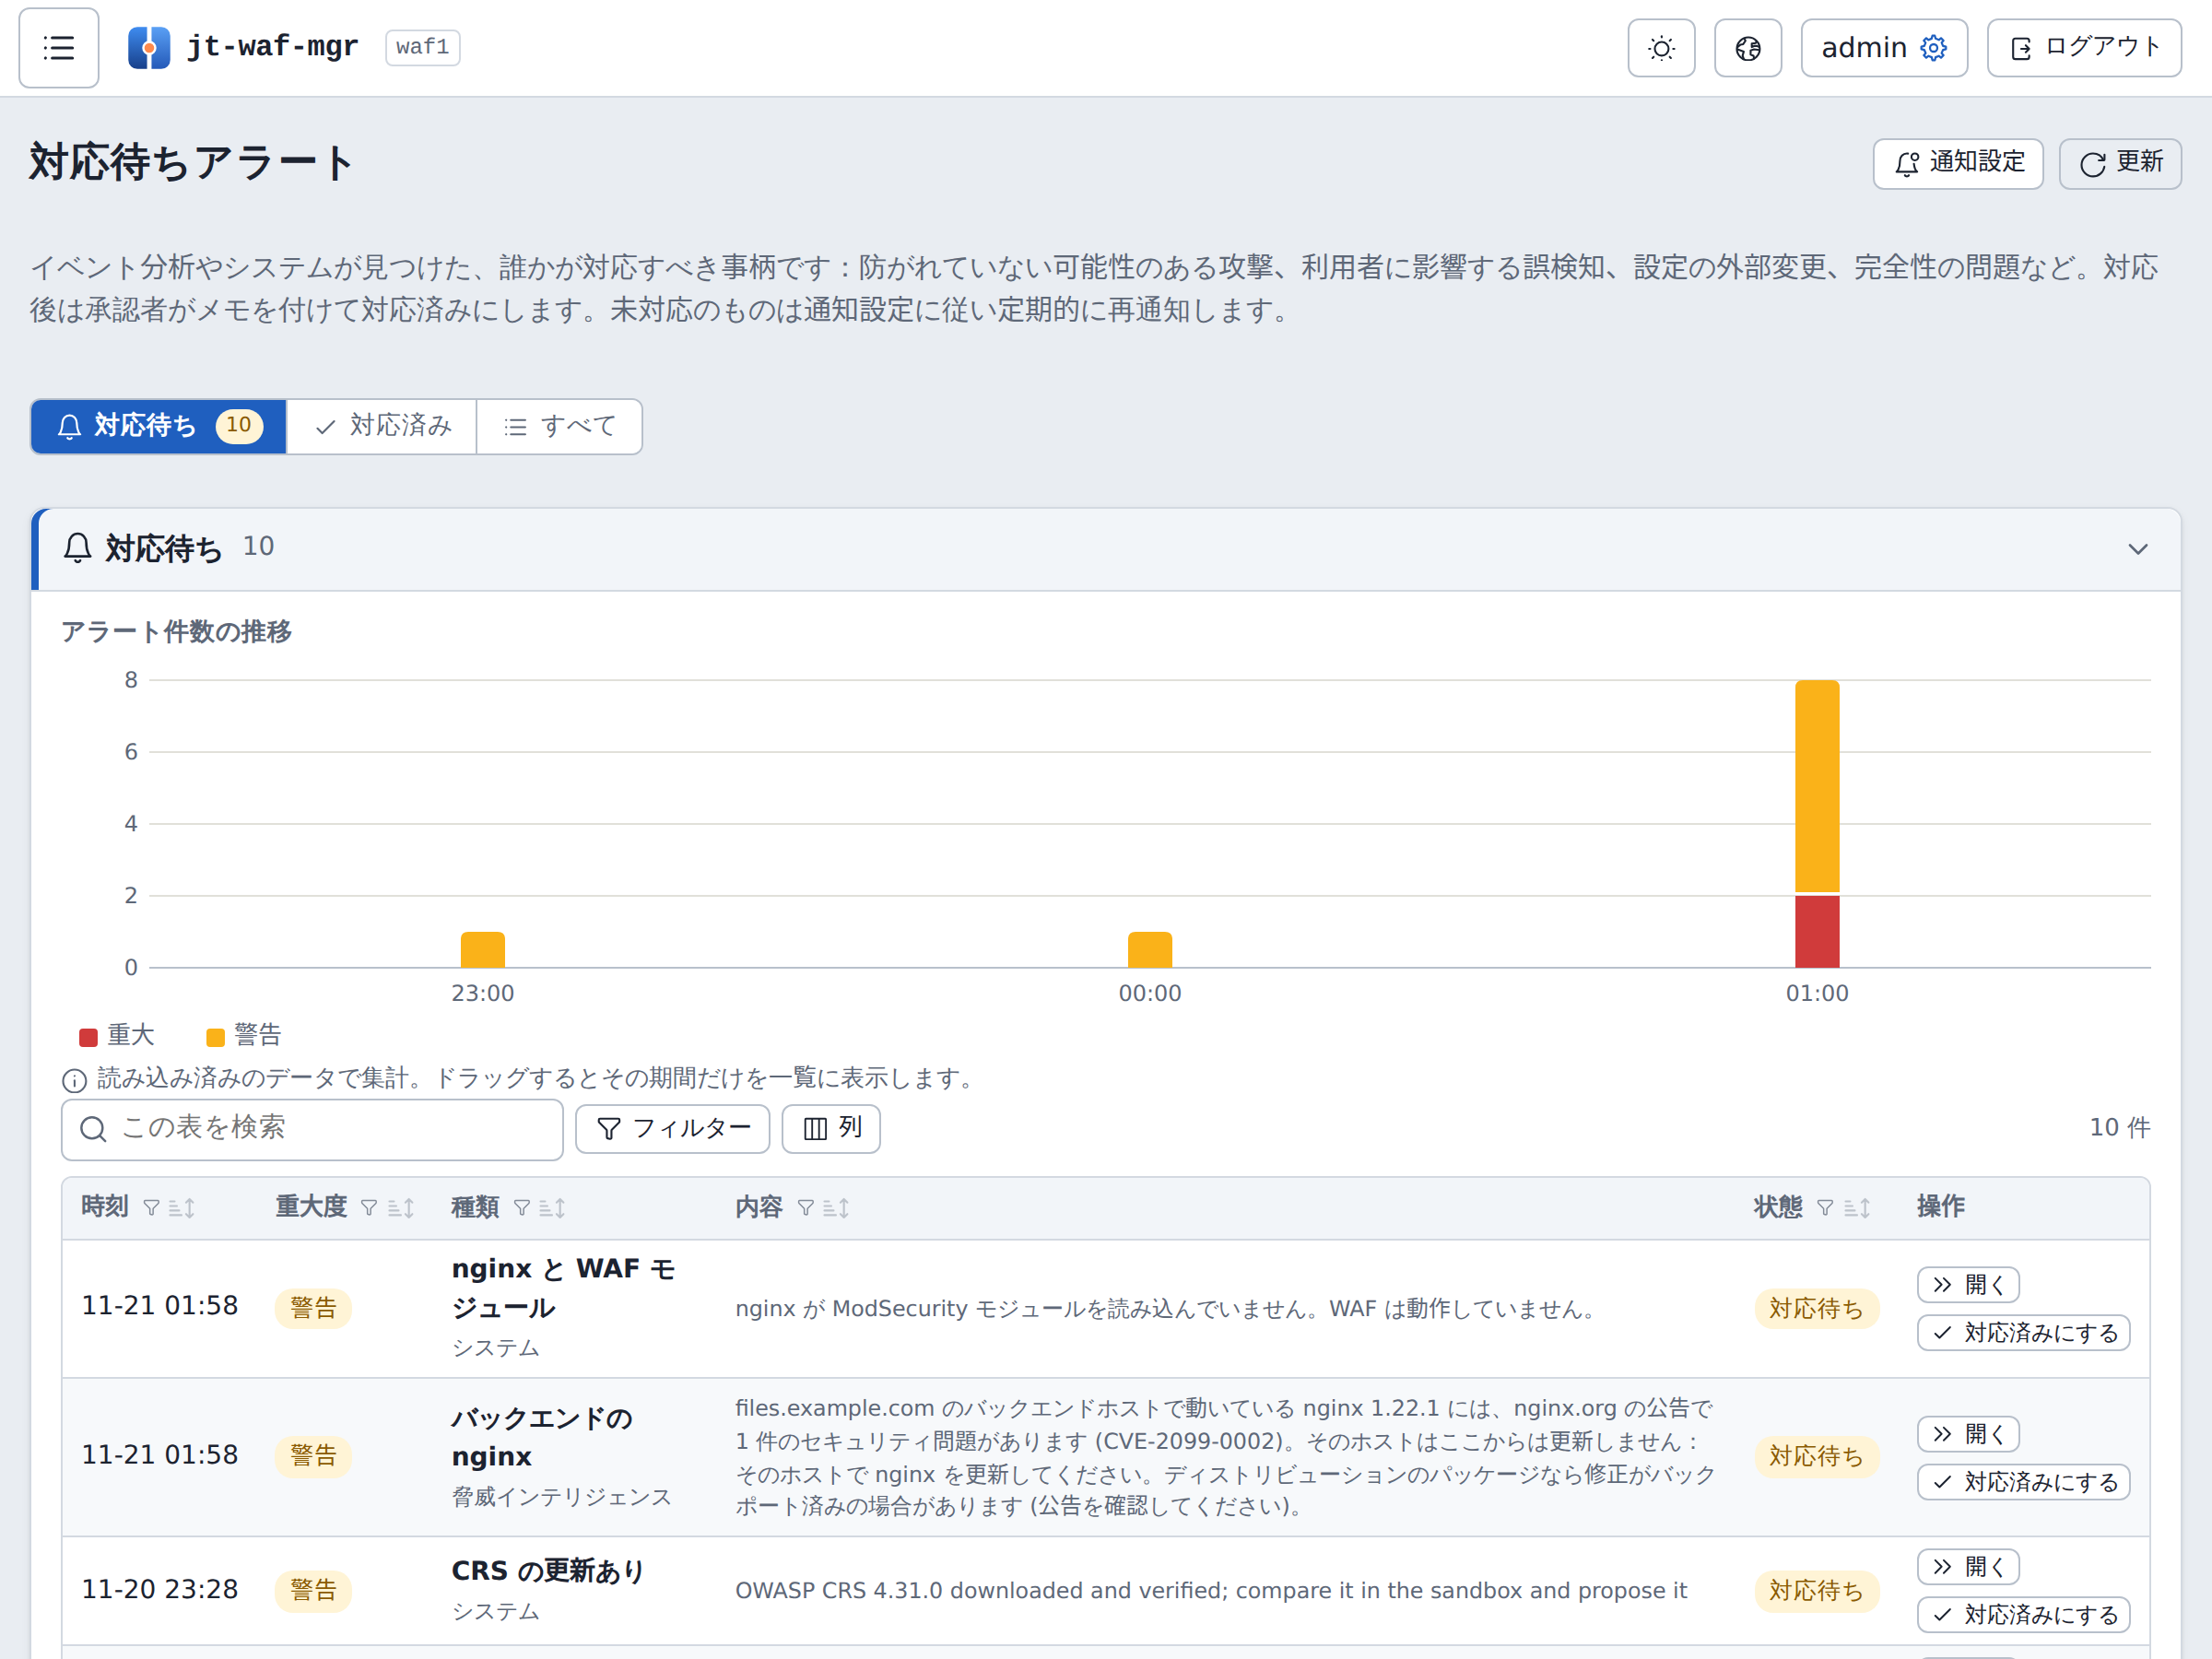 jt-waf-mgr waf1 admin ログアウト
対応待ちアラート 通知設定 更新
イベント分析やシステムが見つけた、誰かが対応すべき事柄です：防がれていない可能性のある攻撃、利用者に影響する誤検知、設定の外部変更、完全性の問題など。対応
後は承認者がメモを付けて対応済みにします。未対応のものは通知設定に従い定期的に再通知します。
対応待ち 10 対応済み すべて
対応待ち 10
アラート件数の推移
8
6
4
2
0
23:00 00:00 01:00
重大 警告
読み込み済みのデータで集計。ドラッグするとその期間だけを一覧に表示します。
この表を検索 フィルター 列 10 件
時刻 重大度 種類 内容 状態 操作
11-21 01:58 警告 nginx と WAF モ
ジュール
システム
nginx が ModSecurity モジュールを読み込んでいません。WAF は動作していません。
対応待ち
開く
対応済みにする
11-21 01:58 警告 バックエンドの
nginx
脅威インテリジェンス
files.example.com のバックエンドホストで動いている nginx 1.22.1 には、nginx.org の公告で
1 件のセキュリティ問題があります (CVE-2099-0002)。そのホストはここからは更新しません：
そのホストで nginx を更新してください。ディストリビューションのパッケージなら修正がバック
ポート済みの場合があります (公告を確認してください)。
対応待ち
開く
対応済みにする
11-20 23:28 警告 CRS の更新あり
システム
OWASP CRS 4.31.0 downloaded and verified; compare it in the sandbox and propose it
対応待ち
開く
対応済みにする